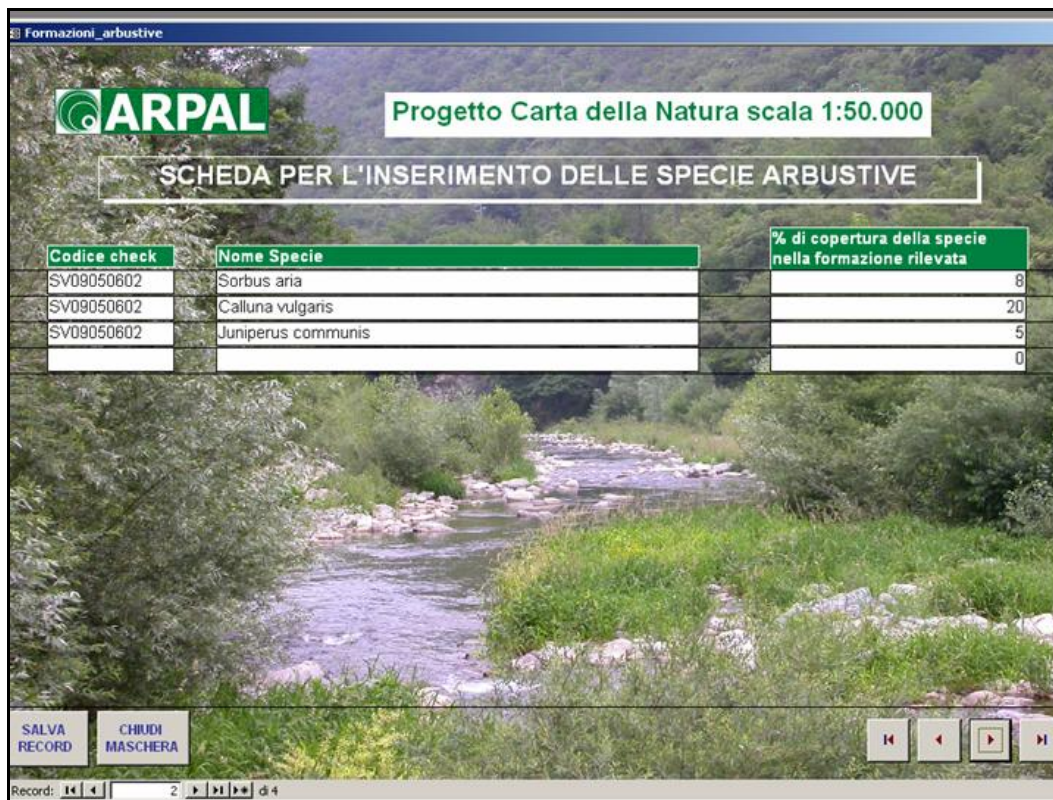 Formazioni_arbustive
ARPAL
Progetto Carta della Natura scala 1:50.000
SCHEDA PER L'INSERIMENTO DELLE SPECIE ARBUSTIVE
Codice check Nome Specie % di copertura della specie
nella formazione rilevata
SV09050602 Sorbus aria 8
SV09050602 Calluna vulgaris 20
SV09050602 Juniperus communis 5
0
SALVA
RECORD
CHIUDI
MASCHERA
Record: 2 di 4